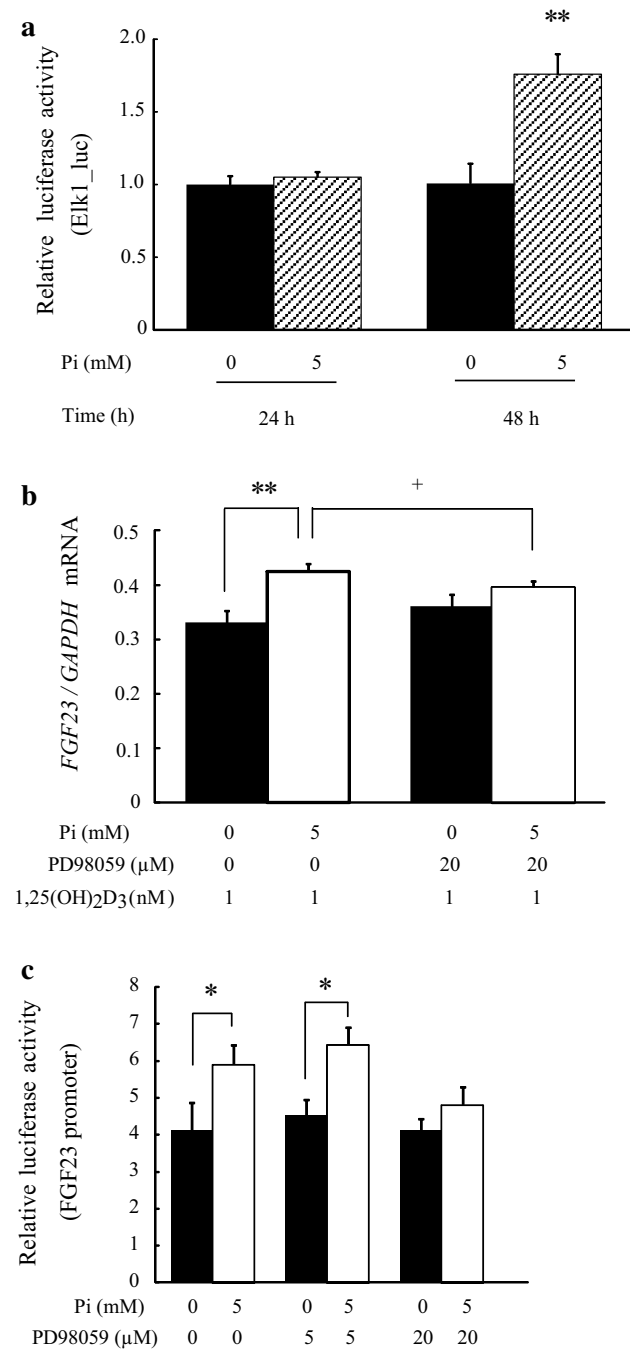 a
**
Relative luciferase activity
(Elk1_luc)
2.0
1.5
1.0
0.5
0
Pi (mM) 0 5 0 5
Time (h) 24 h 48 h
b
** +
FGF23 / GAPDH mRNA
0.5
0.4
0.3
0.2
0.1
0
Pi (mM) 0 5 0 5
PD98059 (µM) 0 0 20 20
1,25(OH)2D3(nM) 1 1 1 1
c
* *
Relative luciferase activity
(FGF23 promoter)
8
7
6
5
4
3
2
1
0
Pi (mM) 0 5 0 5 0 5
PD98059 (µM) 0 0 5 5 20 20